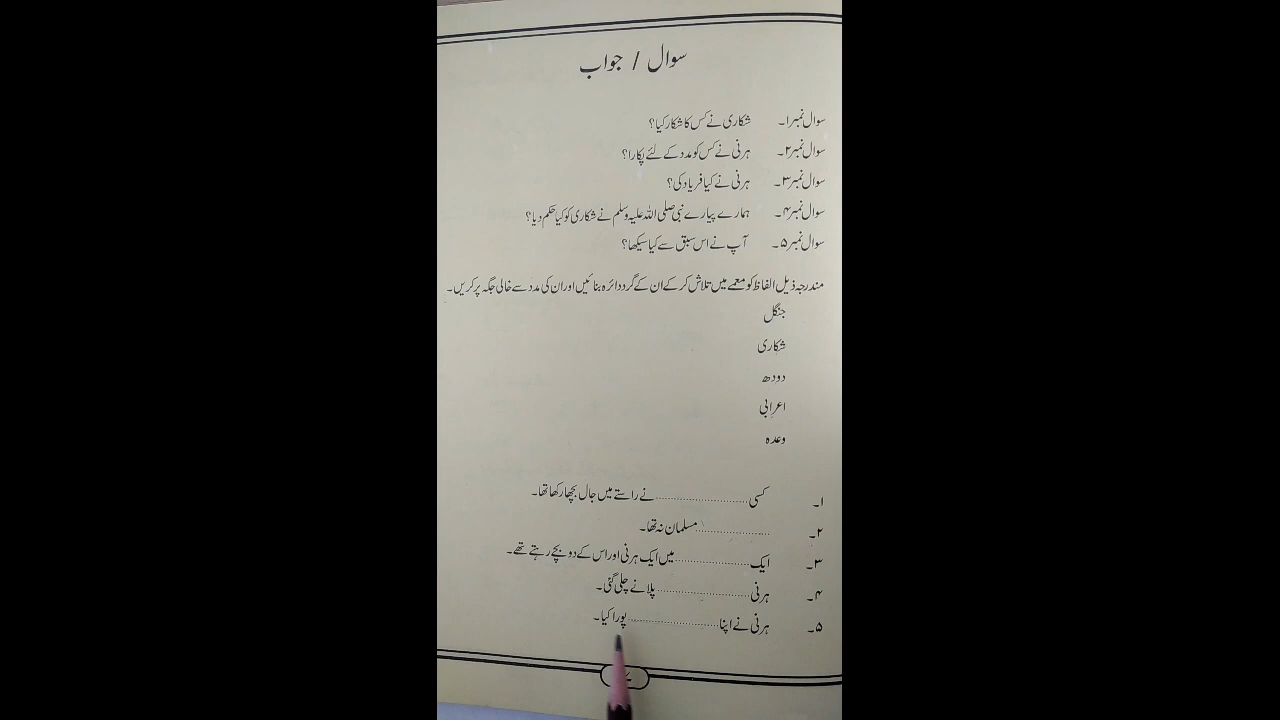 سوال / جواب
سوال نمبر۱۔ شکاری نے کس کا شکار کیا؟
سوال نمبر۲۔ ہرنی نے کس کو مدد کے لئے پکارا؟
سوال نمبر۳۔ ہرنی نے کیا فریاد کی؟
سوال نمبر۴۔ ہمارے پیارے نبی صلی اللہ علیہ وسلم نے شکاری کو کیا حکم دیا؟
سوال نمبر۵۔ آپ نے اس سبق سے کیا سیکھا؟
مندرجہ ذیل الفاظ کو معمے میں تلاش کر کے ان کے گرد دائرہ بنائیں اور ان کی مدد سے خالی جگہ پر کریں۔
جنگل
شکاری
دودھ
اعرابی
وعدہ
۱۔ کسی ............ نے راستے میں جال بچھا رکھا تھا۔
۲۔ ............ مسلمان نہ تھا۔
۳۔ ایک ............ میں ایک ہرنی اور اس کے دو بچے رہتے تھے۔
۴۔ ہرنی ............ پلانے چلی گئی۔
۵۔ ہرنی نے اپنا ............ پورا کیا۔